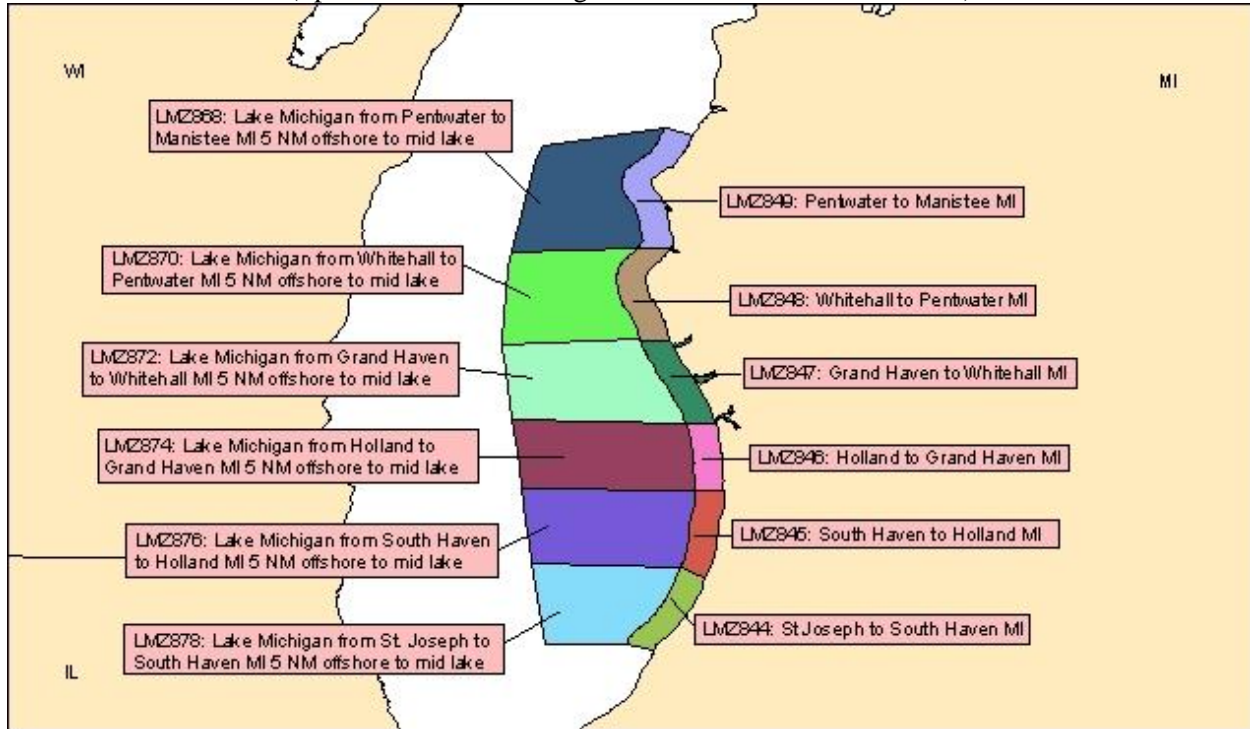 WI
MI
LMZ868: Lake Michigan from Pentwater to
Manistee MI 5 NM offshore to mid lake
LMZ849: Pentwater to Manistee MI
LMZ870: Lake Michigan from Whitehall to
Pentwater MI 5 NM offshore to mid lake
LMZ848: Whitehall to Pentwater MI
LMZ872: Lake Michigan from Grand Haven
to Whitehall MI 5 NM offshore to mid lake
LMZ847: Grand Haven to Whitehall MI
LMZ874: Lake Michigan from Holland to
Grand Haven MI 5 NM offshore to mid lake
LMZ846: Holland to Grand Haven MI
LMZ876: Lake Michigan from South Haven
to Holland MI 5 NM offshore to mid lake
LMZ845: South Haven to Holland MI
LMZ878: Lake Michigan from St. Joseph to
South Haven MI 5 NM offshore to mid lake
LMZ844: St.Joseph to South Haven MI
IL